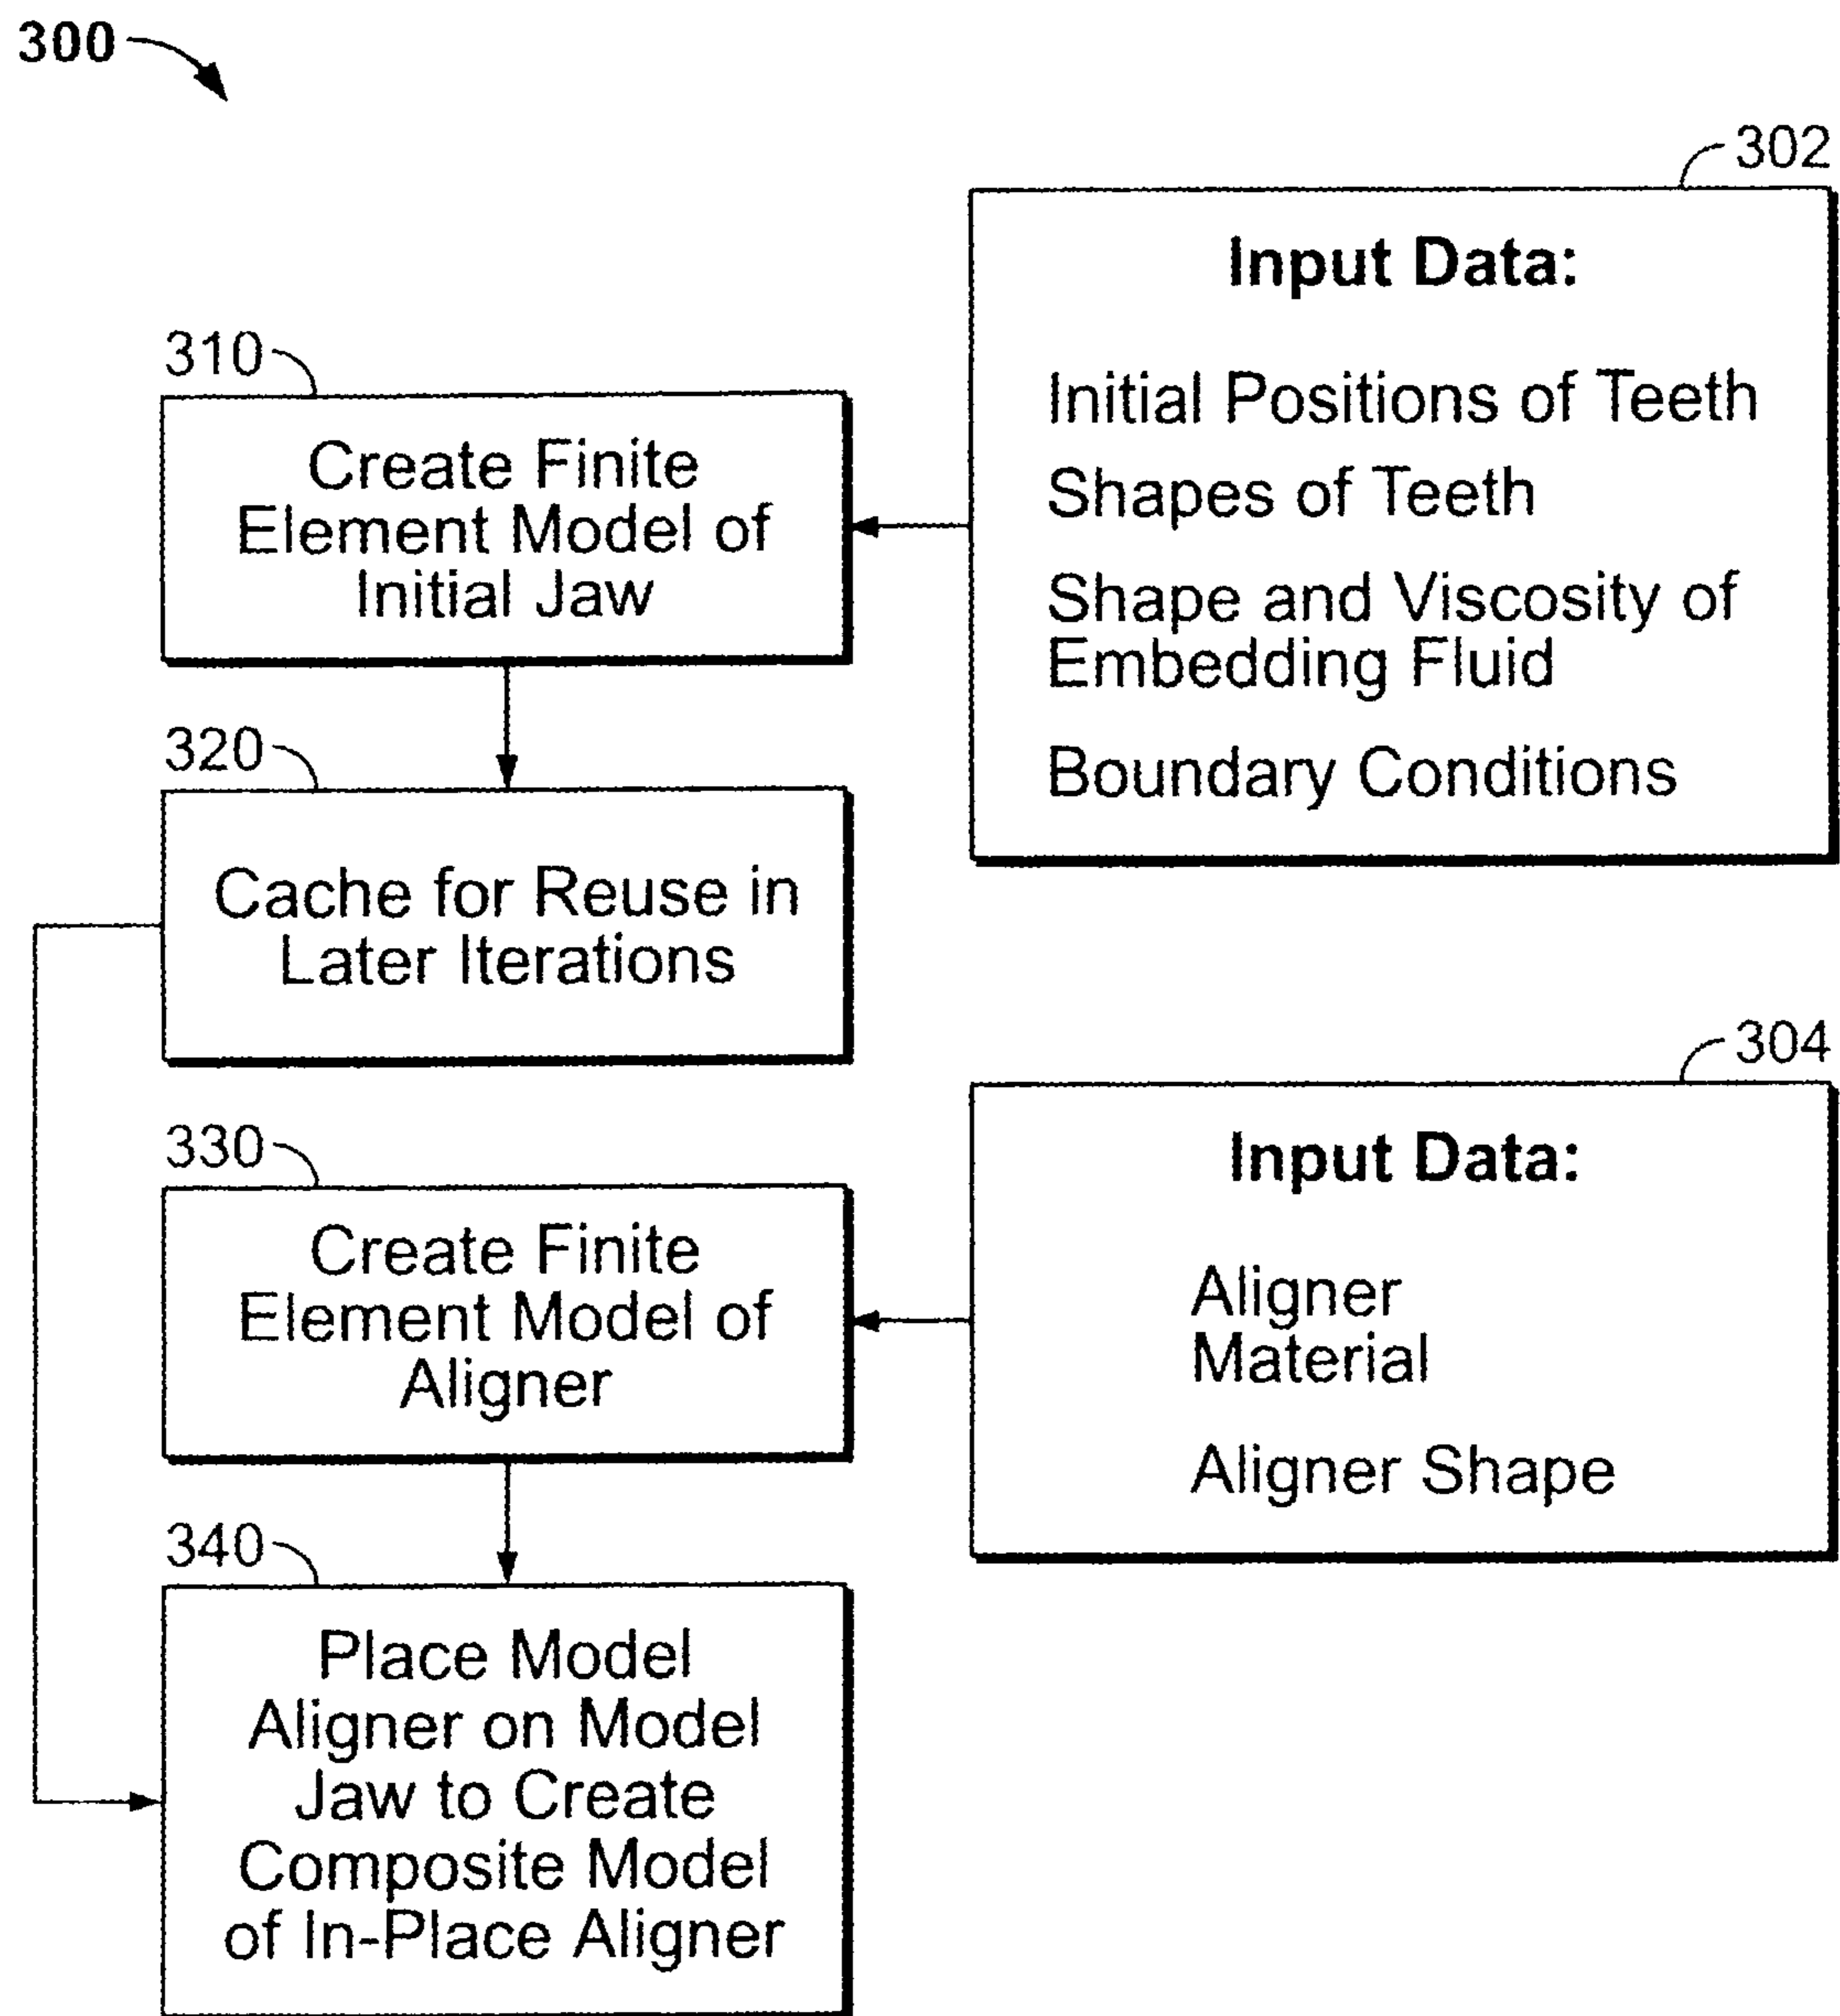 300
302
Input Data:
Initial Positions of Teeth
Shapes of Teeth
Shape and Viscosity of
Embedding Fluid
Boundary Conditions
310
Create Finite
Element Model of
Initial Jaw
320
Cache for Reuse in
Later Iterations
304
Input Data:
Aligner
Material
Aligner Shape
330
Create Finite
Element Model of
Aligner
340
Place Model
Aligner on Model
Jaw to Create
Composite Model
of In-Place Aligner